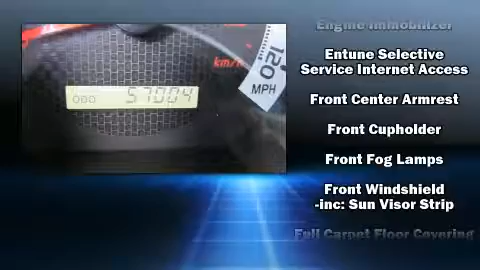 Engine Immobilizer
Entune Selective
Service Internet Access
Front Center Armrest
Front Cupholder
Front Fog Lamps
Front Windshield
-inc: Sun Visor Strip
Full Carpet Floor Covering
km/h
120
MPH
ODO 57004